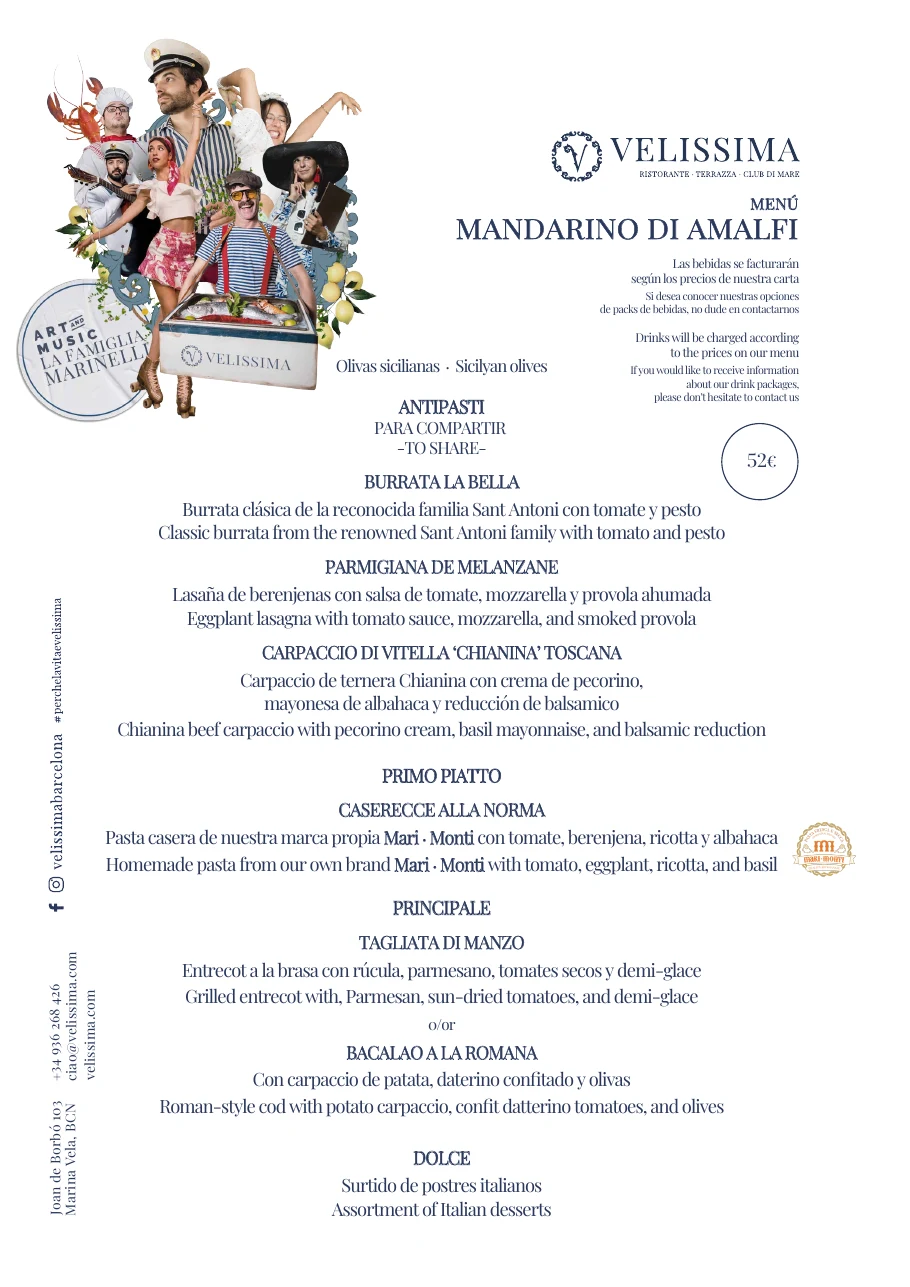 VELISSIMA
RISTORANTE · TERRAZZA · CLUB DI MARE
MENÚ
MANDARINO DI AMALFI
Las bebidas se facturarán
según los precios de nuestra carta
Si desea conocer nuestras opciones
de packs de bebidas, no dude en contactarnos
Drinks will be charged according
to the prices on our menu
If you would like to receive information
about our drink packages,
please don't hesitate to contact us
52€
ART AND
MUSIC
LA FAMIGLIA
MARINELLI
VELISSIMA
Olivas sicilianas · Sicilyan olives
ANTIPASTI
PARA COMPARTIR
-TO SHARE-
BURRATA LA BELLA
Burrata clásica de la reconocida familia Sant Antoni con tomate y pesto
Classic burrata from the renowned Sant Antoni family with tomato and pesto
PARMIGIANA DE MELANZANE
Lasaña de berenjenas con salsa de tomate, mozzarella y provola ahumada
Eggplant lasagna with tomato sauce, mozzarella, and smoked provola
CARPACCIO DI VITELLA ‘CHIANINA’ TOSCANA
Carpaccio de ternera Chianina con crema de pecorino,
mayonesa de albahaca y reducción de balsamico
Chianina beef carpaccio with pecorino cream, basil mayonnaise, and balsamic reduction
PRIMO PIATTO
CASERECCE ALLA NORMA
Pasta casera de nuestra marca propia Mari · Monti con tomate, berenjena, ricotta y albahaca
Homemade pasta from our own brand Mari · Monti with tomato, eggplant, ricotta, and basil
MARI·MONTI
PRINCIPALE
TAGLIATA DI MANZO
Entrecot a la brasa con rúcula, parmesano, tomates secos y demi-glace
Grilled entrecot with, Parmesan, sun-dried tomatoes, and demi-glace
o/or
BACALAO A LA ROMANA
Con carpaccio de patata, daterino confitado y olivas
Roman-style cod with potato carpaccio, confit datterino tomatoes, and olives
DOLCE
Surtido de postres italianos
Assortment of Italian desserts
velissimabarcelona #perchelavitaevelissima
+34 936 268 426
ciao@velissima.com
velissima.com
Joan de Borbó 103
Marina Vela, BCN